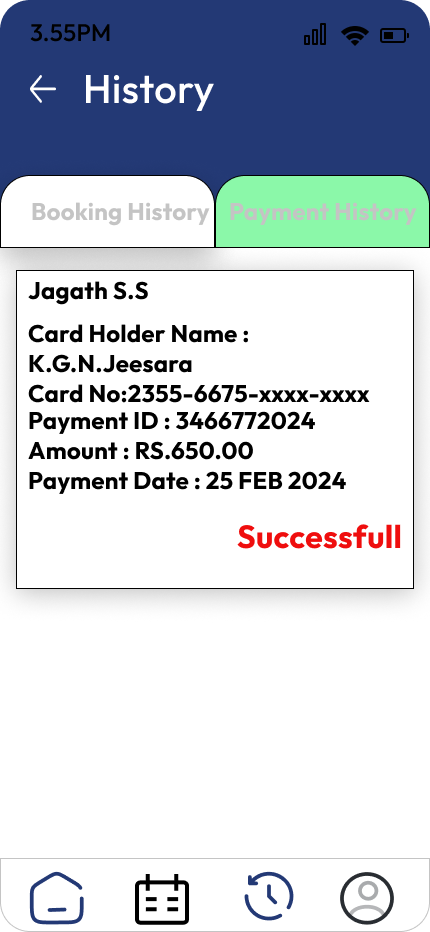 3.55PM
History
Booking History
Payment History
Jagath S.S
Card Holder Name :
K.G.N.Jeesara
Card No:2355-6675-xxxx-xxxx
Payment ID : 3466772024
Amount : RS.650.00
Payment Date : 25 FEB 2024
Successfull